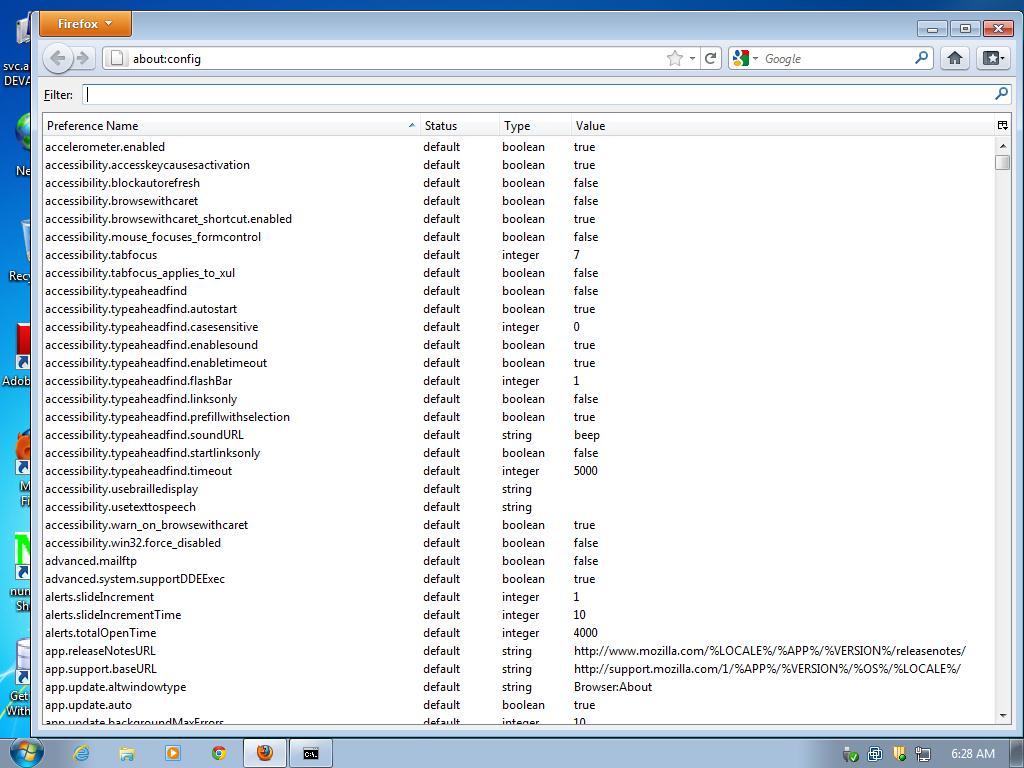 Firefox
svc.a
DEVA
about:config
Google
Filter:
Preference Name Status Type Value
accelerometer.enabled default boolean true
accessibility.accesskeycausesactivation default boolean true
accessibility.blockautorefresh default boolean false
accessibility.browsewithcaret default boolean false
accessibility.browsewithcaret_shortcut.enabled default boolean true
accessibility.mouse_focuses_formcontrol default boolean false
accessibility.tabfocus default integer 7
accessibility.tabfocus_applies_to_xul default boolean false
accessibility.typeaheadfind default boolean false
accessibility.typeaheadfind.autostart default boolean true
accessibility.typeaheadfind.casesensitive default integer 0
accessibility.typeaheadfind.enablesound default boolean true
accessibility.typeaheadfind.enabletimeout default boolean true
accessibility.typeaheadfind.flashBar default integer 1
accessibility.typeaheadfind.linksonly default boolean false
accessibility.typeaheadfind.prefillwithselection default boolean true
accessibility.typeaheadfind.soundURL default string beep
accessibility.typeaheadfind.startlinksonly default boolean false
accessibility.typeaheadfind.timeout default integer 5000
accessibility.usebrailledisplay default string
accessibility.usetexttospeech default string
accessibility.warn_on_browsewithcaret default boolean true
accessibility.win32.force_disabled default boolean false
advanced.mailftp default boolean false
advanced.system.supportDDEExec default boolean true
alerts.slideIncrement default integer 1
alerts.slideIncrementTime default integer 10
alerts.totalOpenTime default integer 4000
app.releaseNotesURL default string http://www.mozilla.com/%LOCALE%/%APP%/%VERSION%/releasenotes/
app.support.baseURL default string http://support.mozilla.com/1/%APP%/%VERSION%/%OS%/%LOCALE%/
app.update.altwindowtype default string Browser:About
app.update.auto default boolean true
app.update.backgroundMaxErrors default integer 10
Ne
Recy
Adob
M
Fi
nun
Sh
Get
With
C:\.
6:28 AM